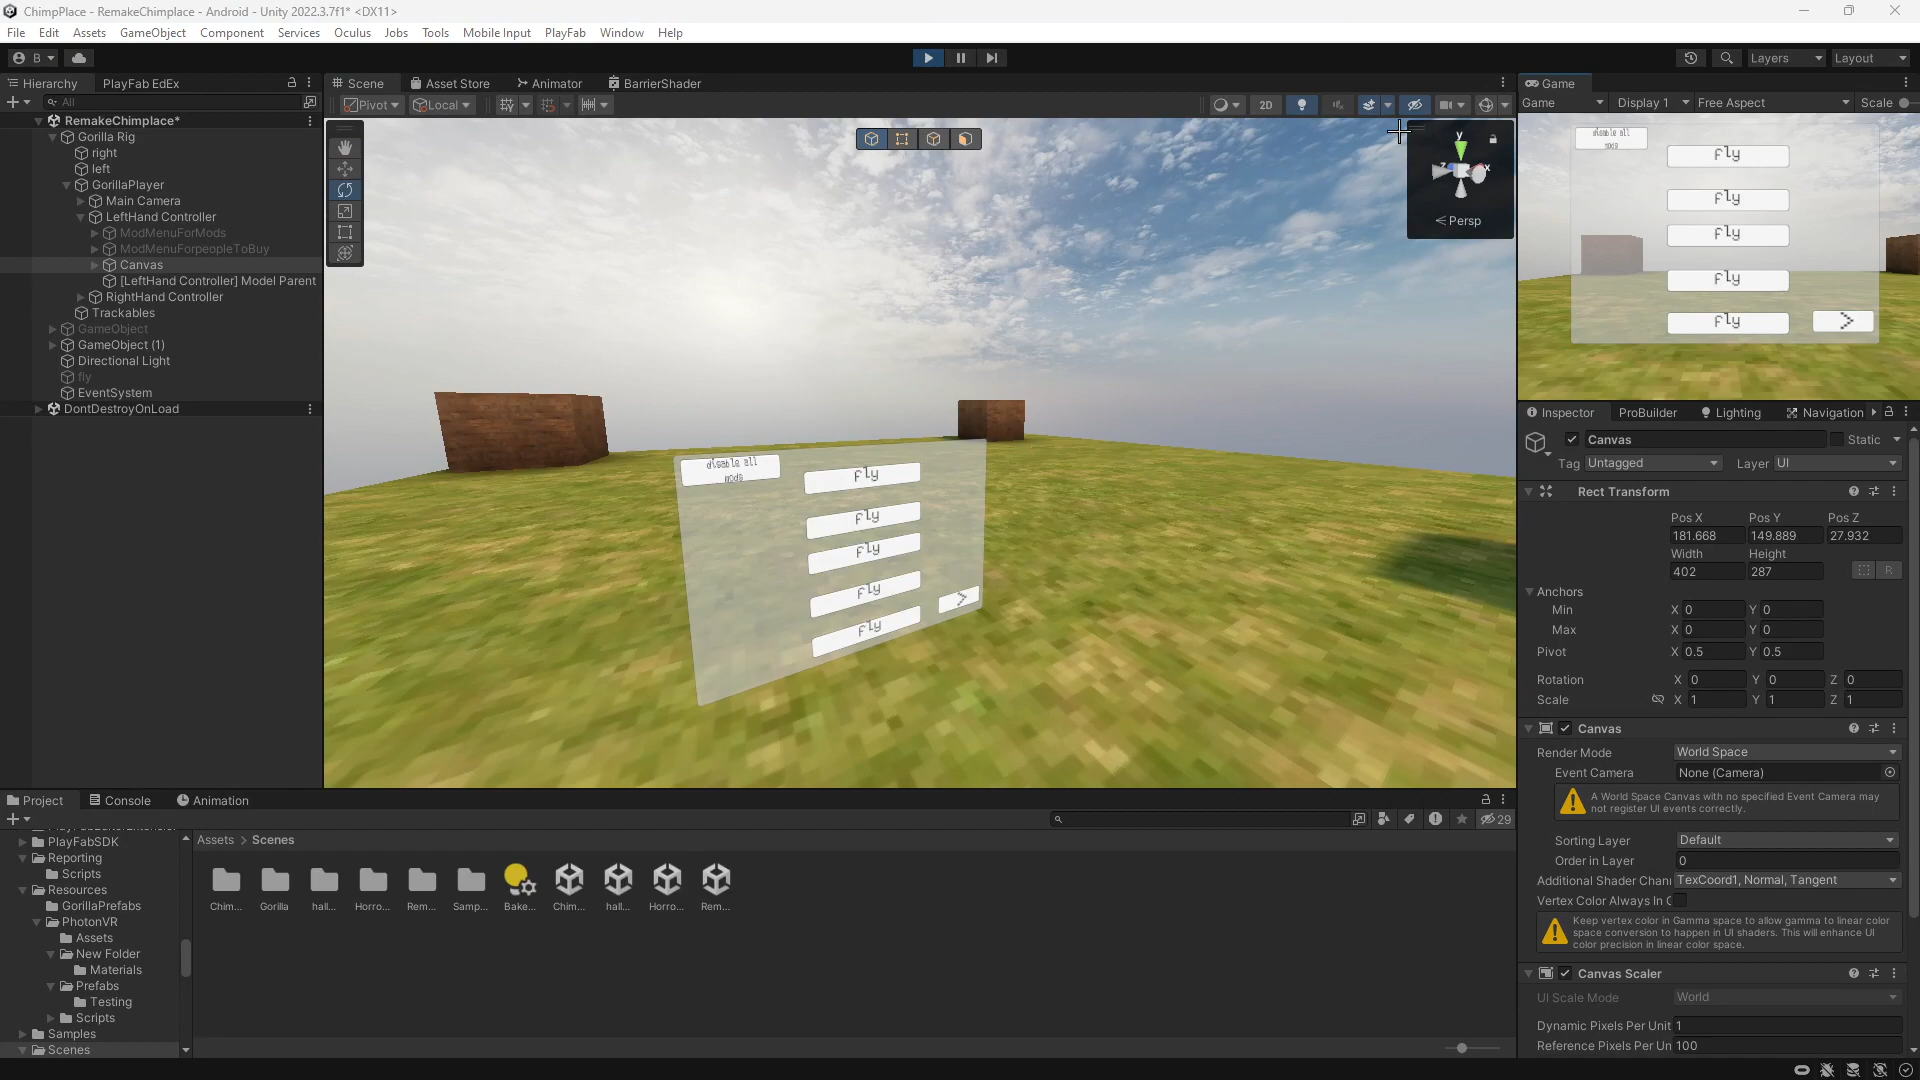 ChimpPlace - RemakeChimplace - Android - Unity 2022.3.7f1* <DX11>
File Edit Assets GameObject Component Services Oculus Jobs Tools Mobile Input PlayFab Window Help
B
Layers Layout
Hierarchy PlayFab EdEx
All
RemakeChimplace*
Gorilla Rig
right
left
GorillaPlayer
Main Camera
LeftHand Controller
ModMenuForMods
ModMenuForpeopleToBuy
Canvas
[LeftHand Controller] Model Parent
RightHand Controller
Trackables
GameObject
GameObject (1)
Directional Light
fly
EventSystem
DontDestroyOnLoad
Scene Asset Store Animator BarrierShader
Pivot Local 2D
y
x
z
< Persp
disable all
mods
fly
fly
fly
fly
fly
>
Game
Game Display 1 Free Aspect Scale
disable all
mods
fly
fly
fly
fly
fly
>
Inspector ProBuilder Lighting Navigation
Canvas Static
Tag Untagged Layer UI
Rect Transform
Pos X Pos Y Pos Z
181.668 149.889 27.932
Width Height
402 287
R
Anchors
Min X 0 Y 0
Max X 0 Y 0
Pivot X 0.5 Y 0.5
Rotation X 0 Y 0 Z 0
Scale X 1 Y 1 Z 1
Canvas
Render Mode World Space
Event Camera None (Camera)
A World Space Canvas with no specified Event Camera may
not register UI events correctly.
Sorting Layer Default
Order in Layer 0
Additional Shader Chann TexCoord1, Normal, Tangent
Vertex Color Always In G
Keep vertex color in Gamma space to allow gamma to linear color
space conversion to happen in UI shaders. This will enhance UI
color precision in linear color space.
Canvas Scaler
UI Scale Mode World
Dynamic Pixels Per Unit 1
Reference Pixels Per Un 100
Project Console Animation
29
PlayFabSDK
Reporting
Scripts
Resources
GorillaPrefabs
PhotonVR
Assets
New Folder
Materials
Prefabs
Testing
Scripts
Samples
Scenes
Assets > Scenes
Chim... Gorilla hall... Horro... Rem... Samp... Bake... Chim... hall... Horro... Rem...